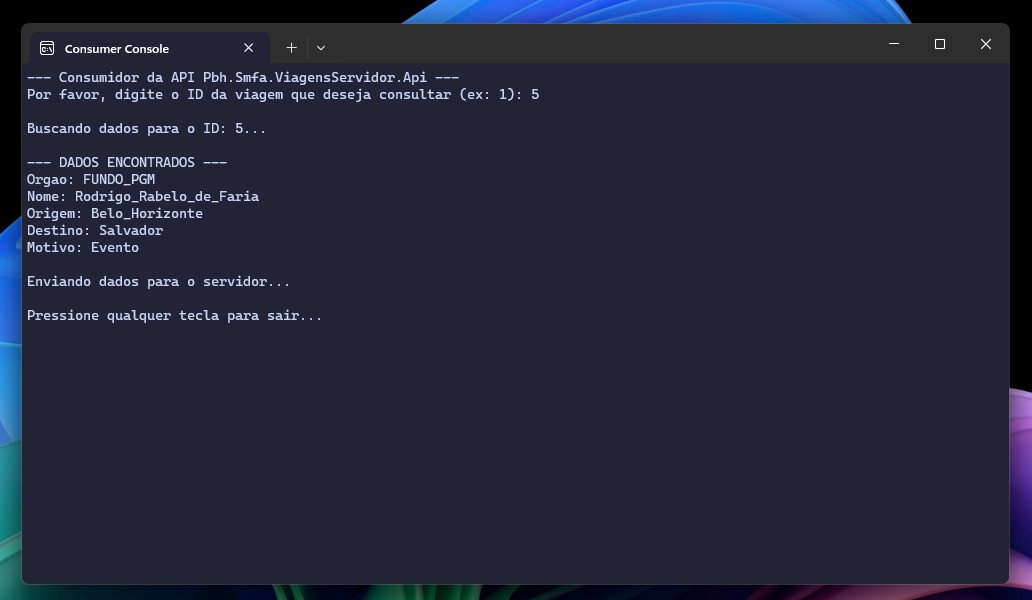 Consumer Console
--- Consumidor da API Pbh.Smfa.ViagensServidor.Api ---
Por favor, digite o ID da viagem que deseja consultar (ex: 1): 5
Buscando dados para o ID: 5...
--- DADOS ENCONTRADOS ---
Orgao: FUNDO_PGM
Nome: Rodrigo_Rabelo_de_Faria
Origem: Belo_Horizonte
Destino: Salvador
Motivo: Evento
Enviando dados para o servidor...
Pressione qualquer tecla para sair...